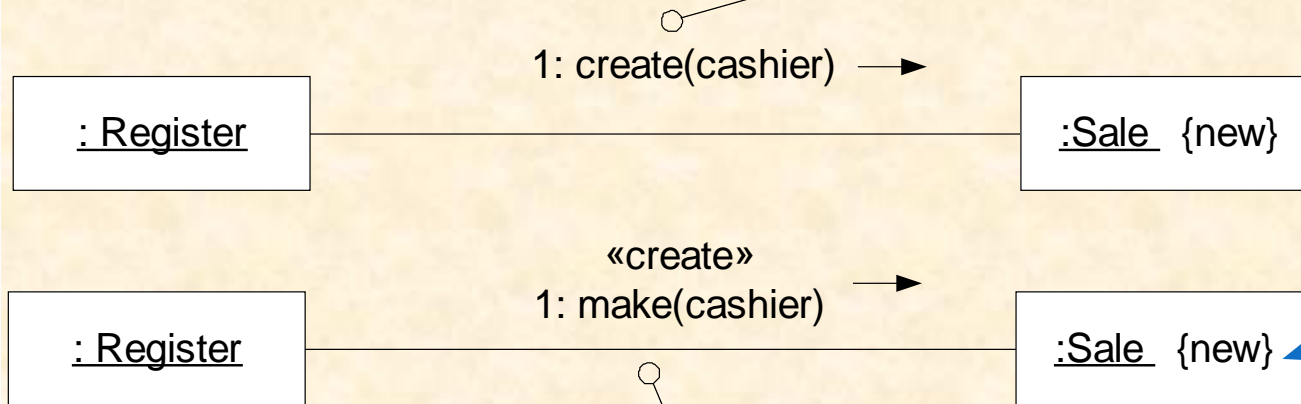 1: create(cashier)
: Register
:Sale {new}
«create»
1: make(cashier)
: Register
:Sale {new}